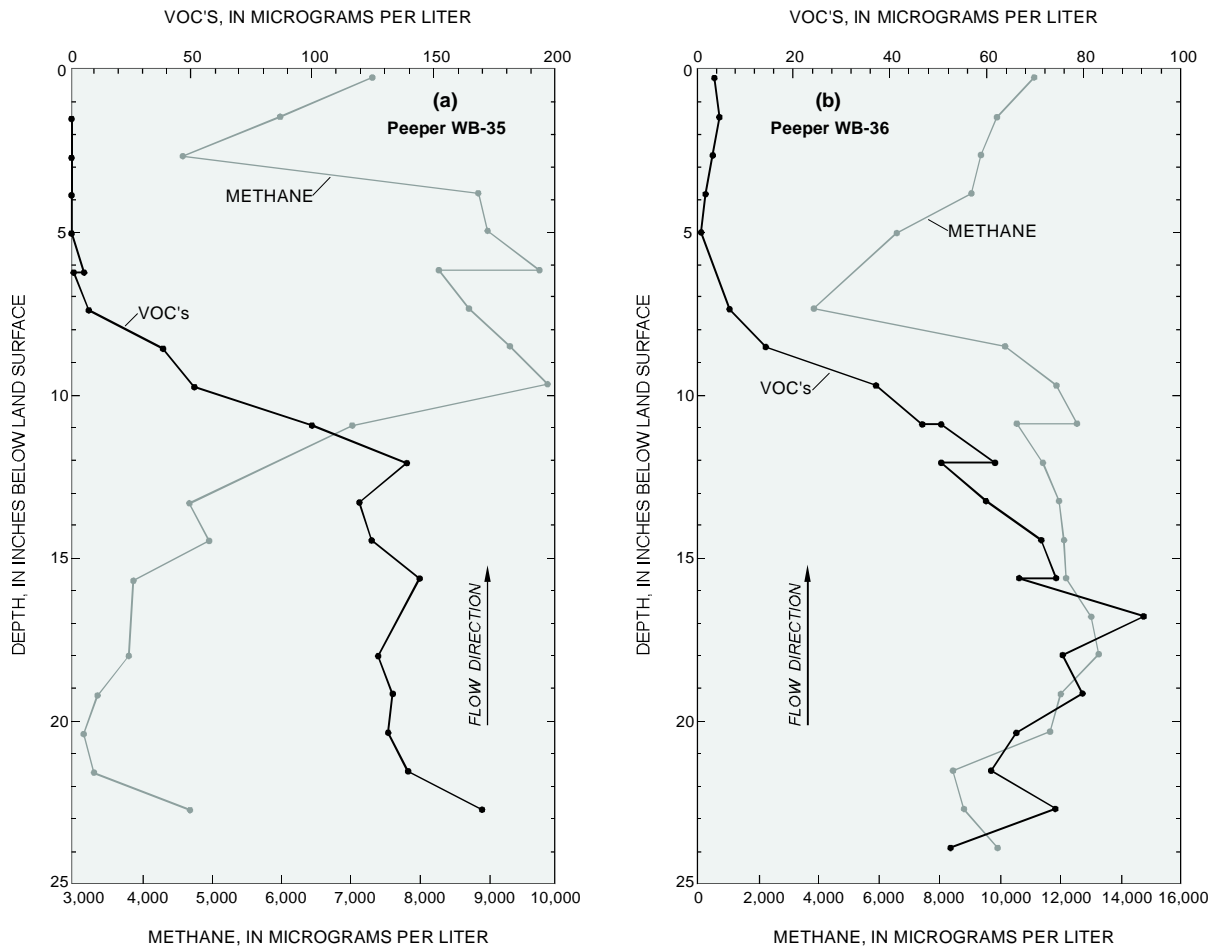 VOC'S, IN MICROGRAMS PER LITER
0 50 100 150 200
0
5
10
15
20
25
DEPTH, IN INCHES BELOW LAND SURFACE
(a)
Peeper WB-35
METHANE
VOC's
FLOW DIRECTION
3,000 4,000 5,000 6,000 7,000 8,000 9,000 10,000
METHANE, IN MICROGRAMS PER LITER
VOC'S, IN MICROGRAMS PER LITER
0 20 40 60 80 100
0
5
10
15
20
25
DEPTH, IN INCHES BELOW LAND SURFACE
(b)
Peeper WB-36
METHANE
VOC's
FLOW DIRECTION
0 2,000 4,000 6,000 8,000 10,000 12,000 14,000 16,000
METHANE, IN MICROGRAMS PER LITER